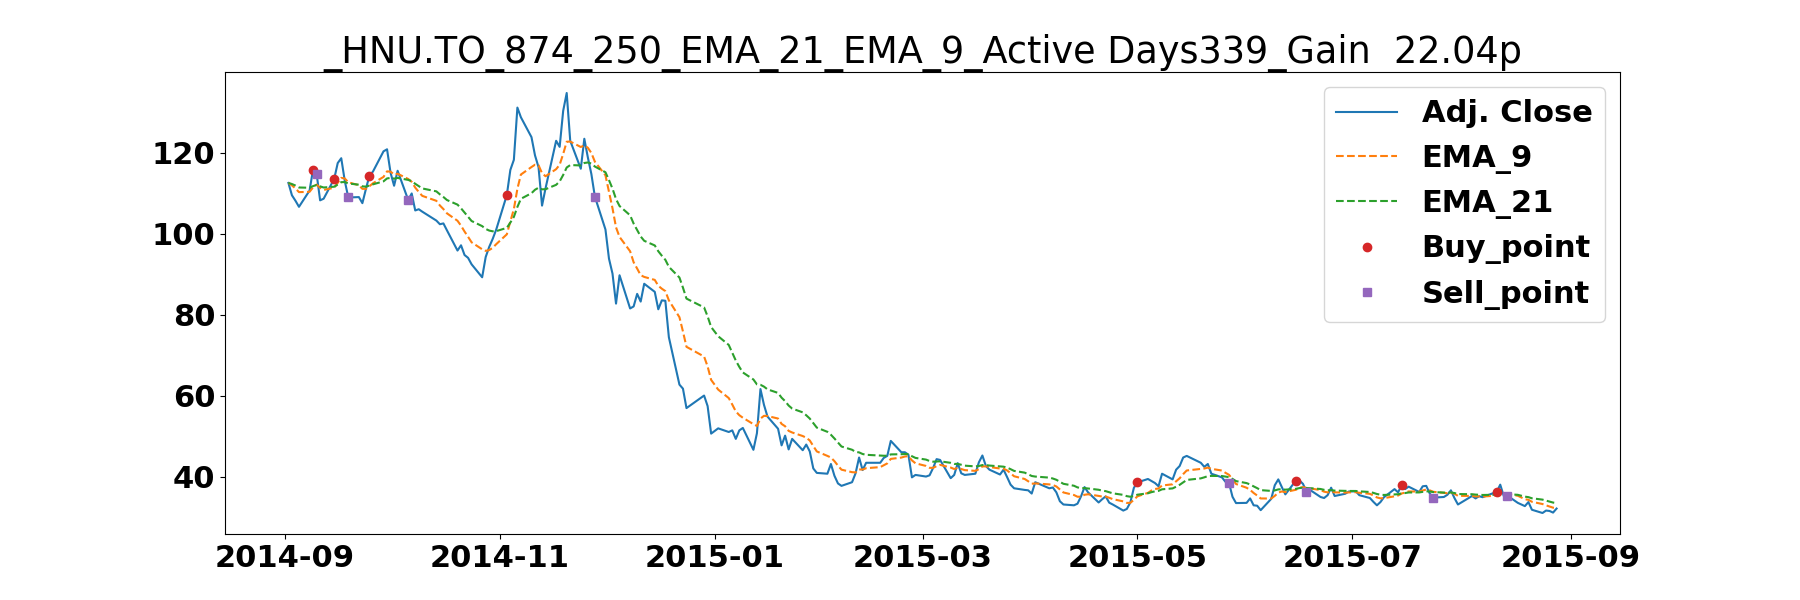 _HNU.TO_874_250_EMA_21_EMA_9_Active Days339_Gain  22.04p
Adj. Close
EMA_9
EMA_21
Buy_point
Sell_point
120
100
80
60
40
2014-09 2014-11 2015-01 2015-03 2015-05 2015-07 2015-09